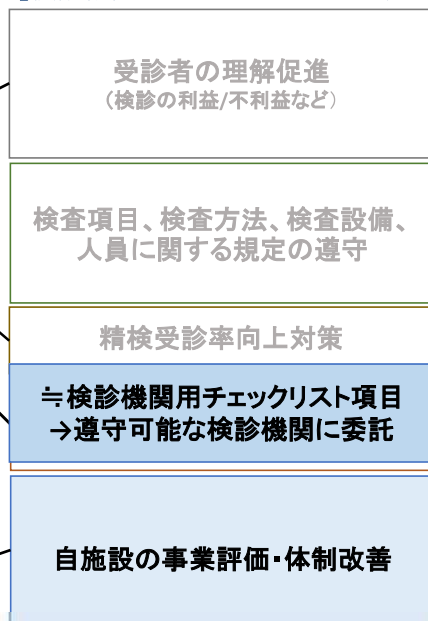 受診者の理解促進
（検診の利益/不利益など）
検査項目、検査方法、検査設備、
人員に関する規定の遵守
精検受診率向上対策
≒検診機関用チェックリスト項目
→遵守可能な検診機関に委託
自施設の事業評価・体制改善